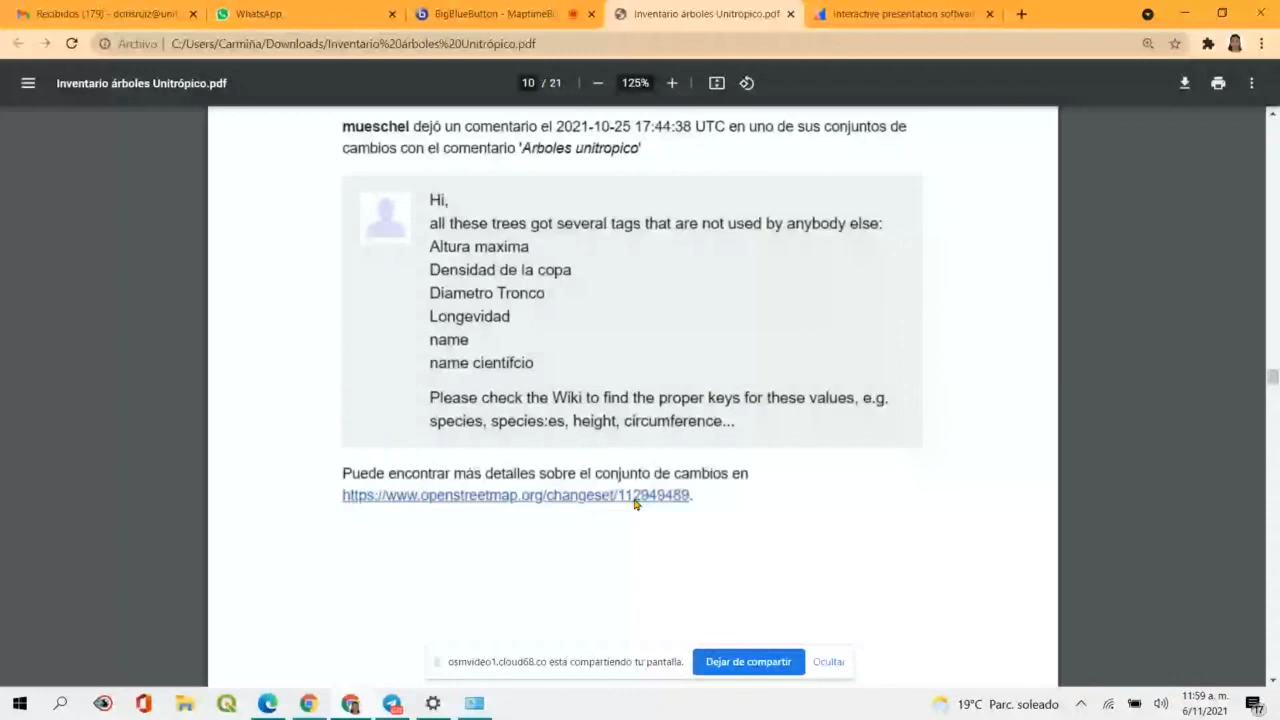 Recibidos (179) - domsruiz@unit
WhatsApp
BigBlueButton - MaptimeB
Inventario árboles Unitrópico.pdf
Interactive presentation software
Archivo
C:/Users/Carmiña/Downloads/Inventario%20árboles%20Unitrópico.pdf
Inventario árboles Unitrópico.pdf
10 / 21
125%
mueschel dejó un comentario el 2021-10-25 17:44:38 UTC en uno de sus conjuntos de
cambios con el comentario 'Arboles unitropico'
Hi,
all these trees got several tags that are not used by anybody else:
Altura maxima
Densidad de la copa
Diametro Tronco
Longevidad
name
name cientifcio
Please check the Wiki to find the proper keys for these values, e.g.
species, species:es, height, circumference...
Puede encontrar más detalles sobre el conjunto de cambios en
https://www.openstreetmap.org/changeset/112949489.
osmvideo1.cloud68.co está compartiendo tu pantalla.
Dejar de compartir
Ocultar
19°C Parc. soleado
11:59 a. m.
6/11/2021
17